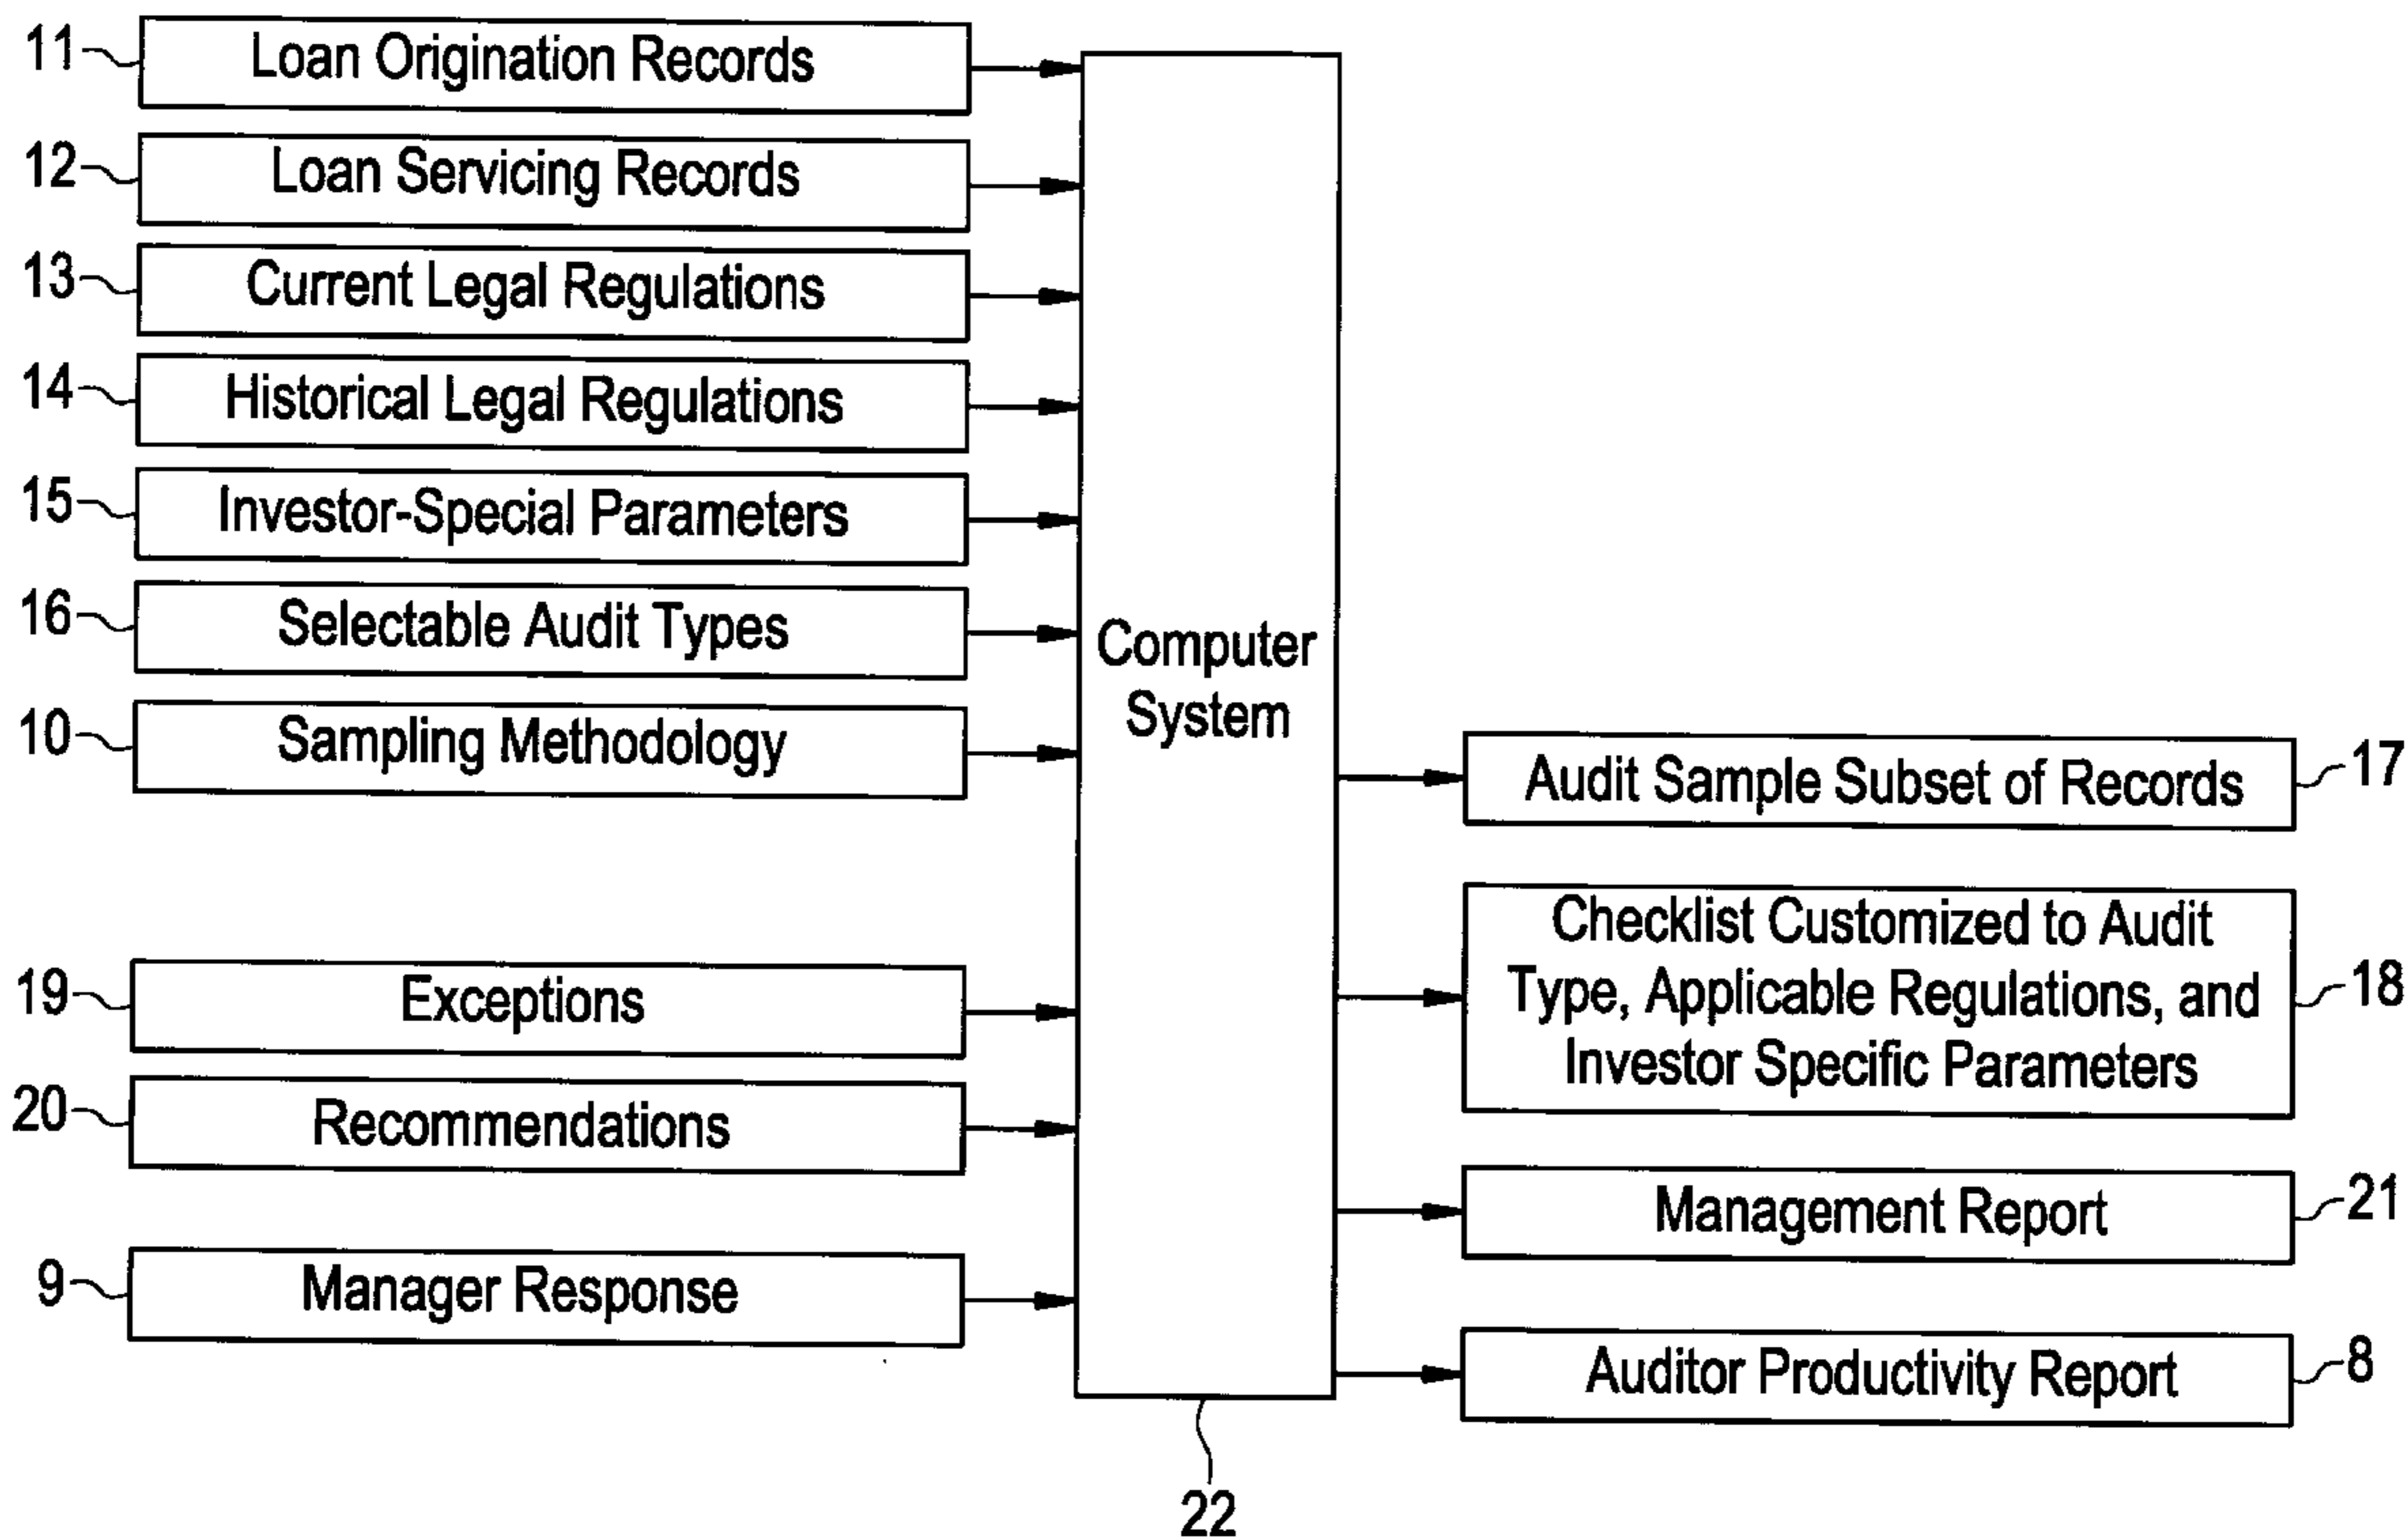 11 Loan Origination Records
12 Loan Servicing Records
13 Current Legal Regulations
14 Historical Legal Regulations
15 Investor-Special Parameters
16 Selectable Audit Types
10 Sampling Methodology
19 Exceptions
20 Recommendations
9 Manager Response
Computer
System
22
Audit Sample Subset of Records 17
Checklist Customized to Audit
Type, Applicable Regulations, and 18
Investor Specific Parameters
Management Report 21
Auditor Productivity Report 8